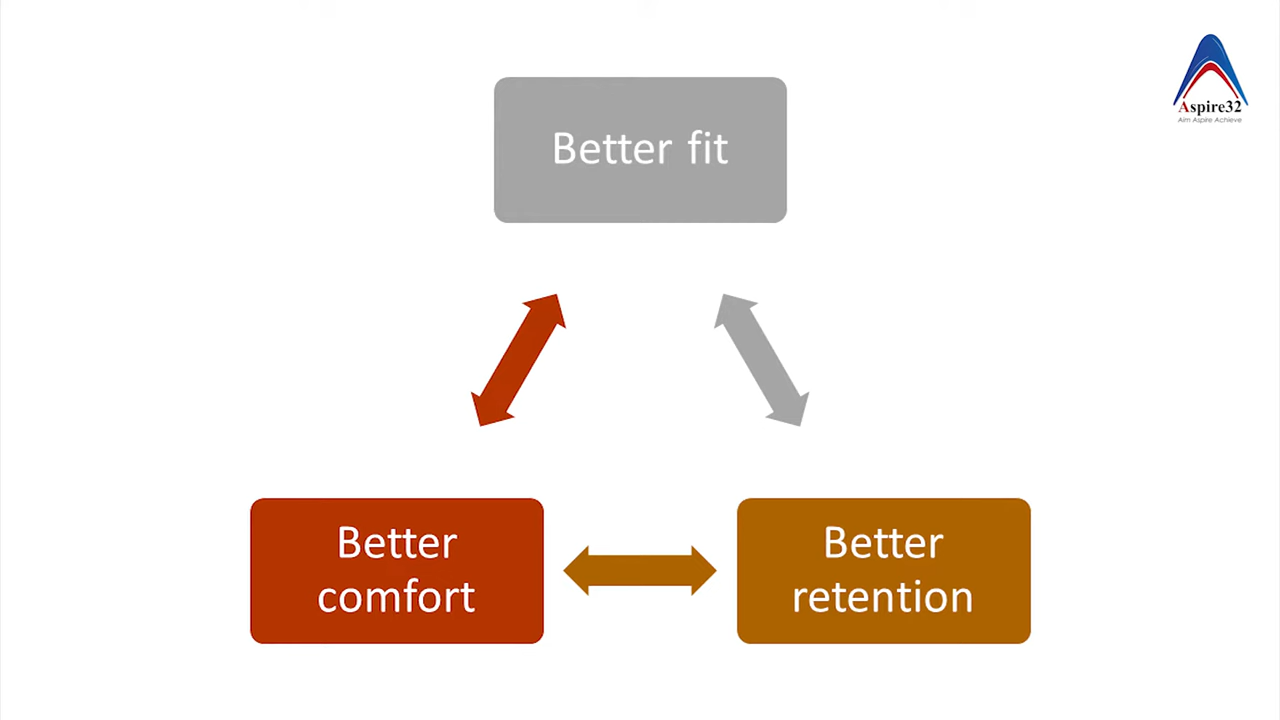 Better fit
Aspire32
Aim Aspire Achieve
Better
comfort
Better
retention